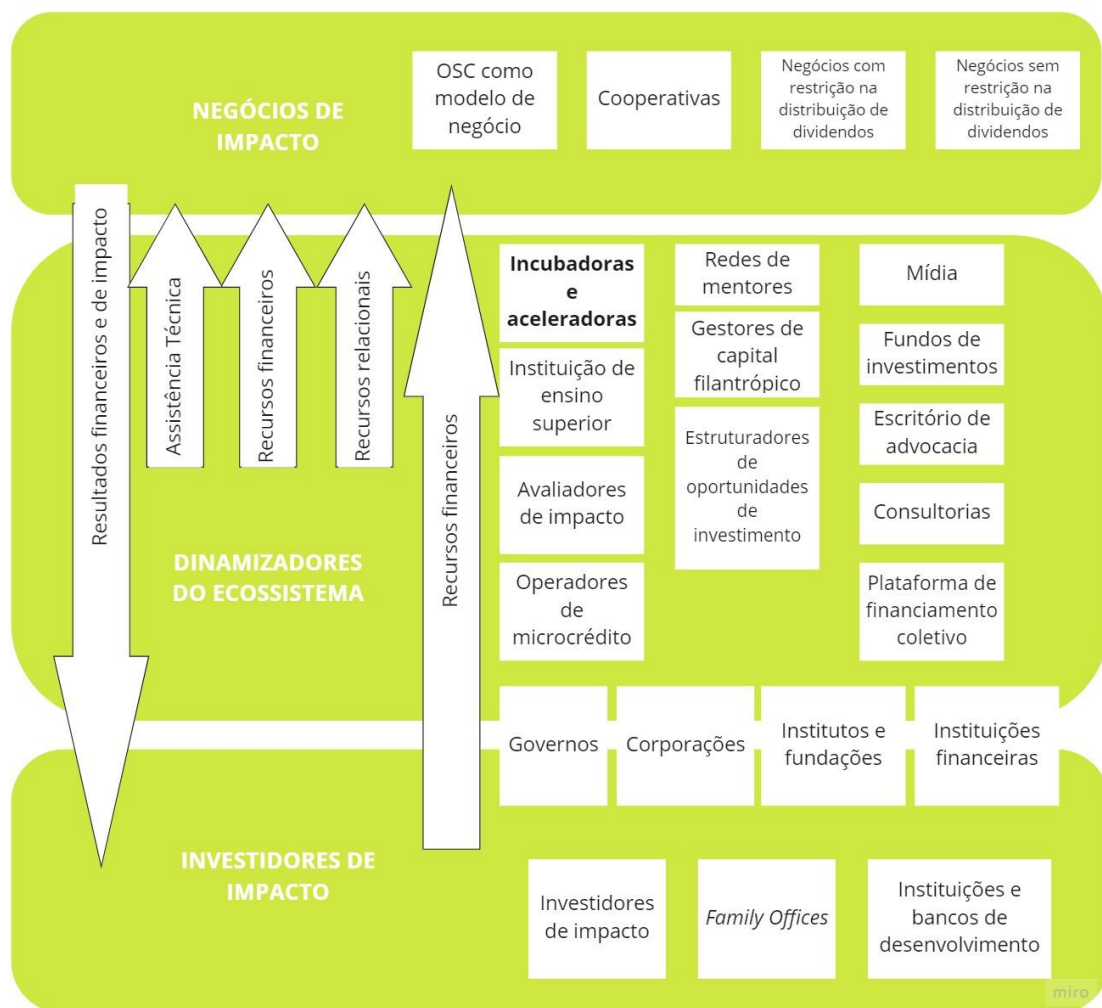 NEGÓCIOS DE
IMPACTO
OSC como
modelo de
negócio
Cooperativas
Negócios com
restrição na
distribuição de
dividendos
Negócios sem
restrição na
distribuição de
dividendos
Resultados financeiros e de impacto
Assistência Técnica
Recursos financeiros
Recursos relacionais
Recursos financeiros
DINAMIZADORES
DO ECOSSISTEMA
Incubadoras
e
aceleradoras
Instituição de
ensino
superior
Avaliadores
de impacto
Operadores
de
microcrédito
Redes de
mentores
Gestores de
capital
filantrópico
Estruturadores
de
oportunidades
de
investimento
Mídia
Fundos de
investimentos
Escritório de
advocacia
Consultorias
Plataforma de
financiamento
coletivo
Governos
Corporações
Institutos e
fundações
Instituições
financeiras
INVESTIDORES DE
IMPACTO
Investidores
de impacto
Family Offices
Instituições e
bancos de
desenvolvimento
miro